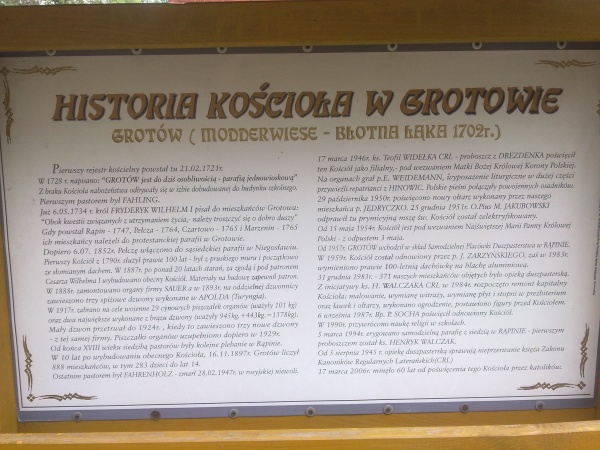 HISTORIA KOŚCIOŁA W GROTOWIE
GROTÓW ( MODDERWIESE - BŁOTNA ŁĄKA 1702r.)
Pierwszy rejestr kościelny powstał tu 21.02.1721r.
W 1728 r. napisano: "GROTÓW jest do dziś osobliwością - parafią jednowioskową"
Z braku Kościoła nabożeństwa odbywały się w izbie dobudowanej do budynku szkolnego.
Pierwszym pastorem był FAHLING.
Już 6.05.1734 r. król FRYDERYK WILHELM I pisał do mieszkańców Grotowa:
"Obok kwestii związanych z utrzymaniem życia, należy troszczyć się o dobro duszy"
Gdy powstał Rąpin - 1747, Pełcza - 1764, Czartowo - 1765 i Marzenin - 1765
ich mieszkańcy należeli do protestanckiej parafii w Grotowie.
Dopiero 6.07. 1852r. Pełczę włączono do sąsiedniej parafii w Niegosławiu.
Pierwszy Kościół z 1790r. służył prawie 100 lat - był z pruskiego muru i początkowo
ze słomianym dachem. W 1887r. po ponad 20 latach starań, za zgodą i pod patronem
Cesarza Wilhelma I wybudowano obecny Kościół. Materiały na budowę zapewnił patron.
W 1888r. zamontowano organy firmy SAUER a w 1893r. na oddzielnej dzwonnicy
zawieszono trzy spiżowe dzwony wykonane w APOLDA (Turyngia).
W 1917r. zabrano na cele wojenne 29 cynowych piszczałek organów (ważyły 101 kg)
oraz dwa największe wykonane z brązu dzwony (ważyły 945kg, +443kg.=1178kg).
Mały dzwon przetrwał do 1924r. , kiedy to zawieszono trzy nowe dzwony
- z tej samej firmy. Piszczałki organów uzupełniono dopiero w 1929r.
Od końca XVIII wieku siedzibą pastorów były kolejne plebanie w Rąpinie.
W 10 lat po wybudowaniu obecnego Kościoła, 16.11.1897r. Grotów liczył
888 mieszkańców, w tym 283 dzieci do lat 14.
Ostatnim pastorem był FAHRENHOLZ - zmarł 28.02.1947r. w rosyjskiej niewoli.
17 marca 1946r. ks. Teofil WIDEŁKA CRL - proboszcz z DREZDENKA poświęcił
ten Kościół jako filialny,- pod wezwaniem Matki Bożej Królowej Korony Polskiej.
Na organach grał p.E. WEIDEMANN, wyposażenie liturgiczne w dużej części
przywieźli repatrianci z HINOWIC. Polskie pieśni połączyły powojennych osadników.
29 października 1950r. poświęcono nowy ołtarz wykonany przez naszego
mieszkańca p. JĘDRYCZKO. 25 grudnia 1951r. O.Pius M. JAKUBOWSKI
odprawił tu prymicyjną mszę św. Kościół został zelektryfikowany.
Od 15 maja 1954r. Kościół jest pod wezwaniem Najświętszej Marii Panny Królowej
Polski - z odpustem 3 maja.
Od 1957r. GROTÓW uchodził w skład Samodzielnej Placówki Duszpasterstwa w RĄPINIE.
W 1959r. Kościół został odnowiony przez p. J. ZARZYŃSKIEGO, zaś w 1983r.
wymieniono prawie 100-letnią dachówkę na blachę aluminiową.
31 grudnia 1983r. - 371 naszych mieszkańców objętych było opieką duszpasterską.
Z inicjatywy ks. H. WALCZAKA CRL w 1984r. rozpoczęto remont kapitalny
Kościoła: malowanie, wymianę witraży, wymianę płyt i stopni w prezbiterium
oraz ławek i ołtarzy, wykonano ogrodzenie, postawiono figury przed Kościołem.
6 września 1987r. Bp. P. SOCHA poświęcił odnowiony Kościół.
W 1990r. przywrócono naukę religii w szkołach.
5 marca 1994r. erygowano samodzielną parafię z siedzibą w RĄPINIE - pierwszym
proboszczem został ks. HENRYK WALCZAK.
Od 5 sierpnia 1945 r. opiekę duszpasterską sprawują nieprzerwanie księża Zakonu
Kanoników Regularnych Laterańskich(CRL)
17 marca 2006r. minęło 60 lat od poświęcenia tego Kościoła przez katolików.